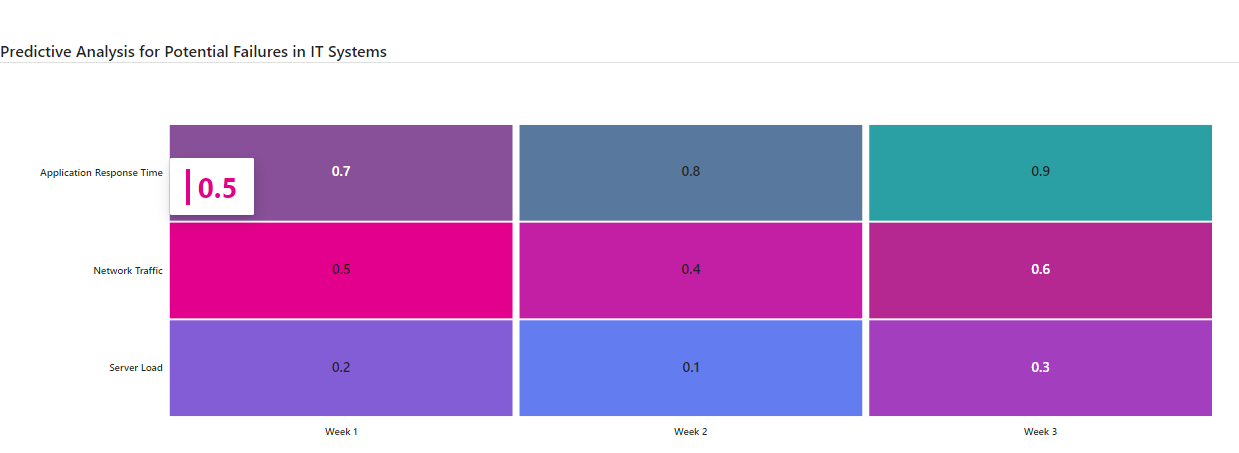 Predictive Analysis for Potential Failures in IT Systems
Application Response Time
0.7
0.8
0.9
0.5
Network Traffic
0.5
0.4
0.6
Server Load
0.2
0.1
0.3
Week 1
Week 2
Week 3